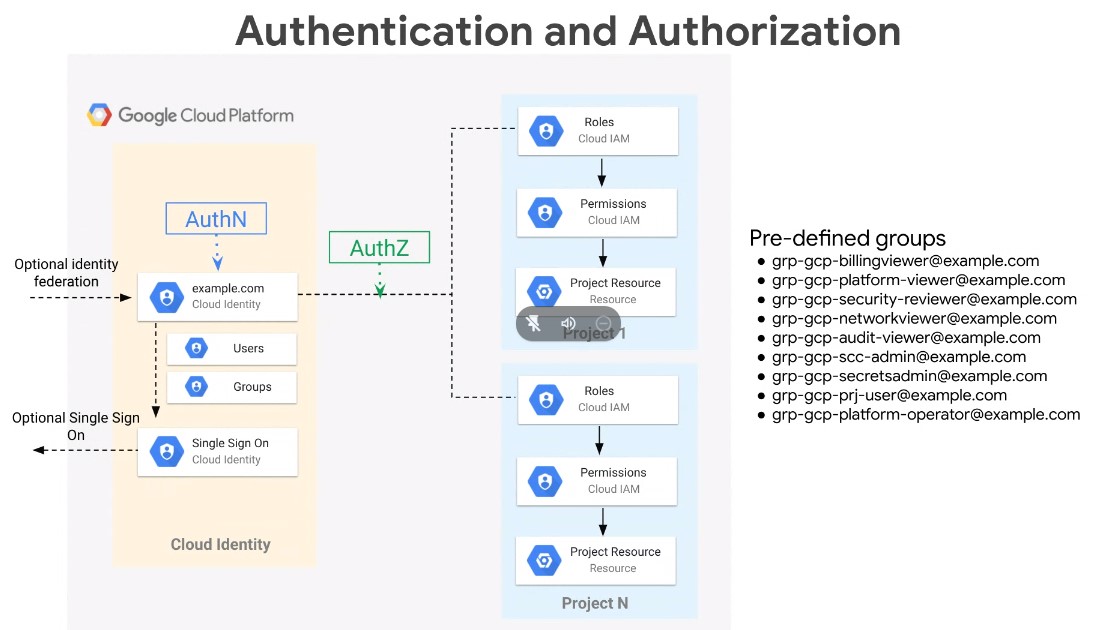 Authentication and Authorization
Google Cloud Platform
AuthN
Optional identity
federation
example.com
Cloud Identity
Users
Groups
Optional Single Sign
On
Single Sign On
Cloud Identity
Cloud Identity
AuthZ
Roles
Cloud IAM
Permissions
Cloud IAM
Project Resource
Resource
Project 1
Roles
Cloud IAM
Permissions
Cloud IAM
Project Resource
Resource
Project N
Pre-defined groups
• grp-gcp-billingviewer@example.com
• grp-gcp-platform-viewer@example.com
• grp-gcp-security-reviewer@example.com
• grp-gcp-networkviewer@example.com
• grp-gcp-audit-viewer@example.com
• grp-gcp-scc-admin@example.com
• grp-gcp-secretsadmin@example.com
• grp-gcp-prj-user@example.com
• grp-gcp-platform-operator@example.com